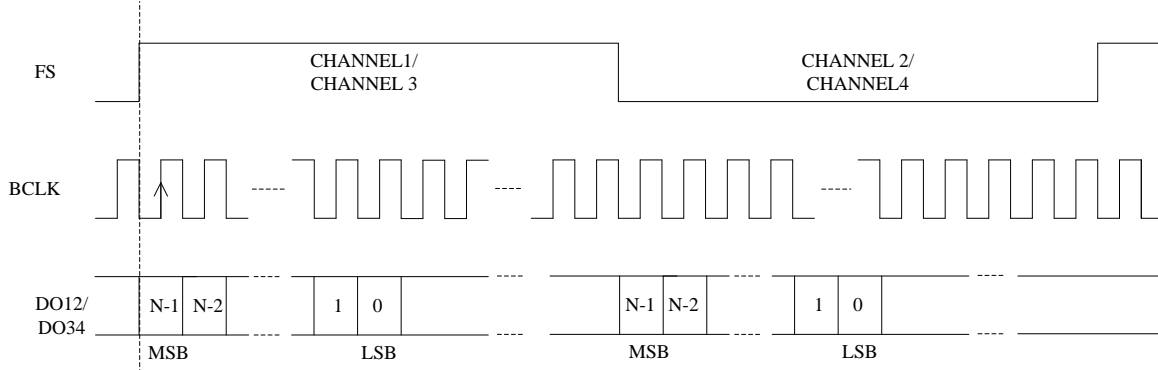 FS
CHANNEL1/
CHANNEL 3
CHANNEL 2/
CHANNEL4
BCLK
DO12/
DO34
N-1 N-2 1 0 N-1 N-2 1 0
MSB LSB MSB LSB